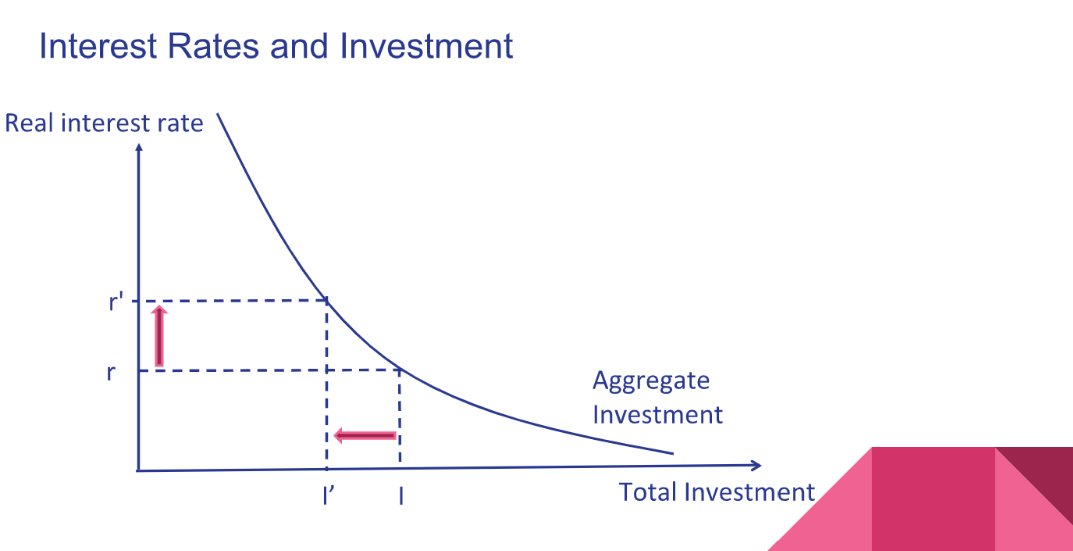 Interest Rates and Investment
Real interest rate
r'
r
Aggregate
Investment
I’
I
Total Investment